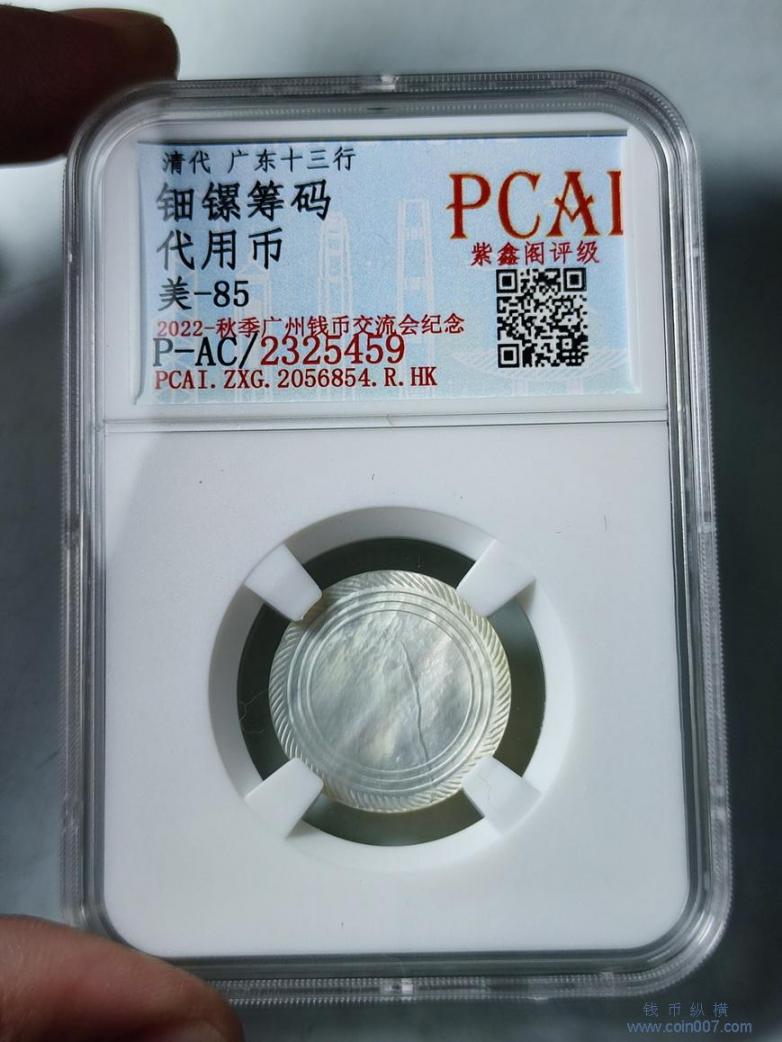 清代 广东十三行
钿镙筹码
代用币
美-85
2022-秋季广州钱币交流会纪念
P-AC/2325459
PCAI.ZXG.2056854.R.HK
PCAI
紫鑫阁评级
钱币纵横
www.coin007.com